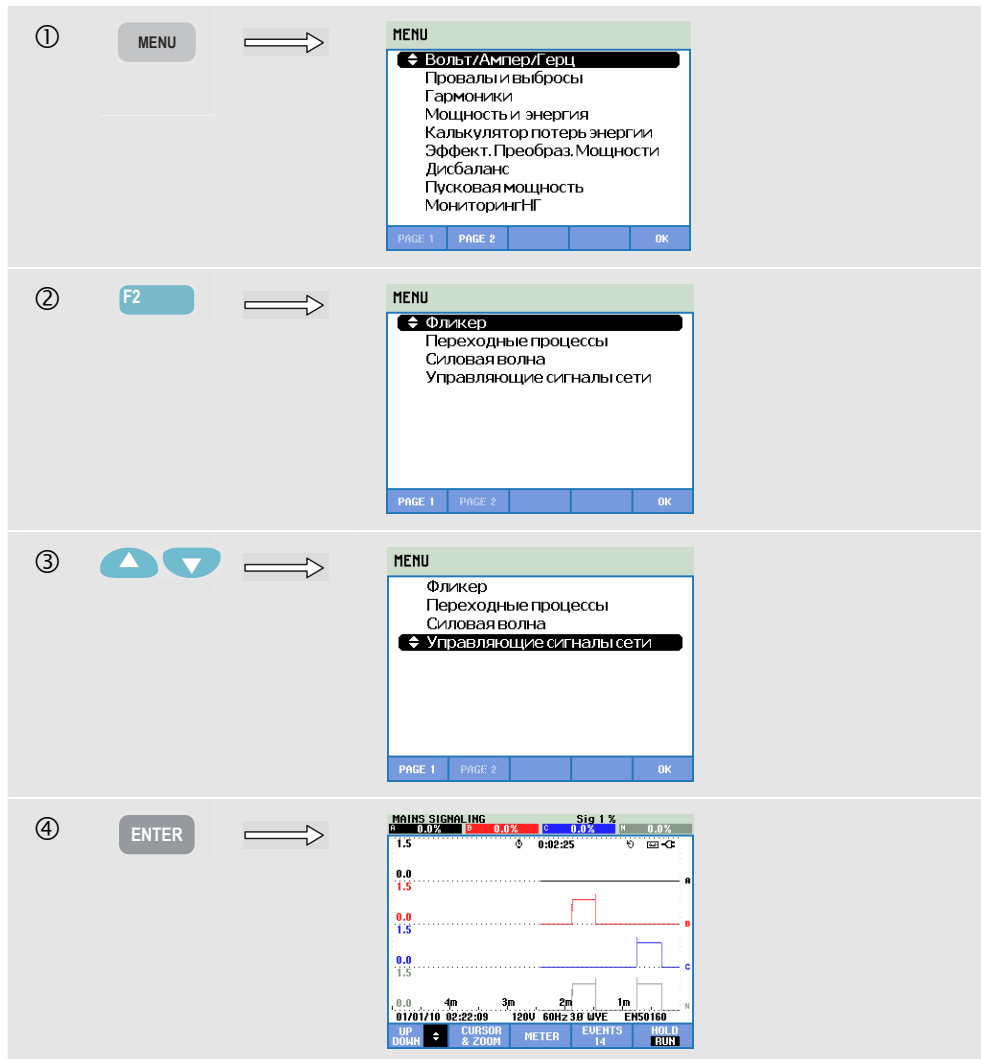 ①
MENU
MENU
Вольт/Ампер/Герц
Провалы и выбросы
Гармоники
Мощность и энергия
Калькулятор потерь энергии
Эффект. Преобраз. Мощности
Дисбаланс
Пусковая мощность
МониторингНГ
PAGE 1 PAGE 2 OK
②
F2
MENU
Фликер
Переходные процессы
Силовая волна
Управляющие сигналы сети
PAGE 1 PAGE 2 OK
③
MENU
Фликер
Переходные процессы
Силовая волна
Управляющие сигналы сети
PAGE 1 PAGE 2 OK
④
ENTER
MAINS SIGNALING Sig 1 %
A 0.0% B 0.0% C 0.0% N 0.0%
1.5 0:02:25
0.0 A
1.5
0.0 B
1.5
0.0 C
1.5
0.0 4m 3m 2m 1m N
01/01/10 02:22:09 120V 60Hz 3Ø WYE EN50160
UP DOWN CURSOR & ZOOM METER EVENTS 14 HOLD RUN